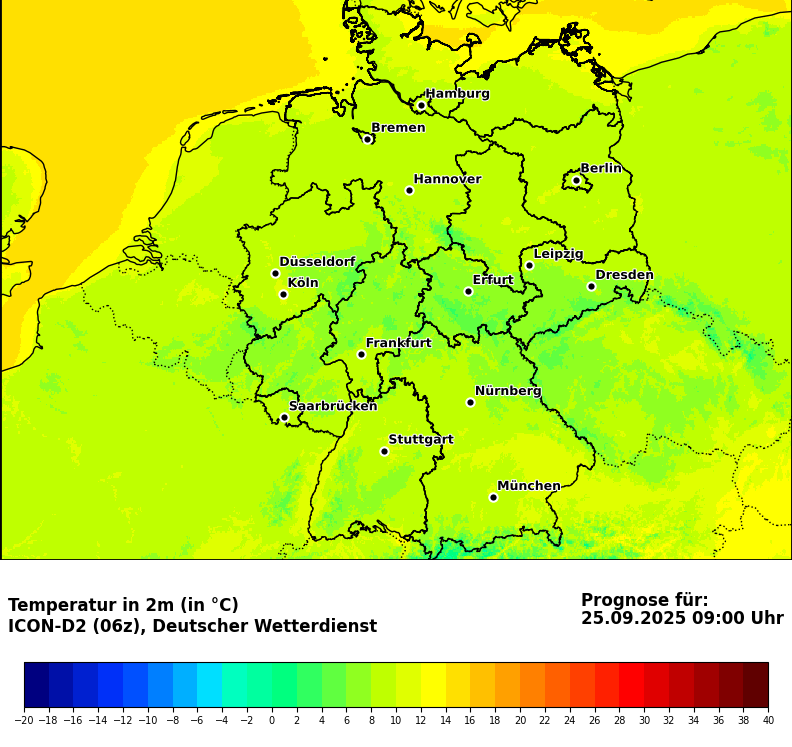 Hamburg
Bremen
Berlin
Hannover
Leipzig
Düsseldorf
Dresden
Köln
Erfurt
Frankfurt
Nürnberg
Saarbrücken
Stuttgart
München
Temperatur in 2m (in °C)
ICON-D2 (06z), Deutscher Wetterdienst
Prognose für:
25.09.2025 09:00 Uhr
−20 −18 −16 −14 −12 −10 −8 −6 −4 −2 0 2 4 6 8 10 12 14 16 18 20 22 24 26 28 30 32 34 36 38 40